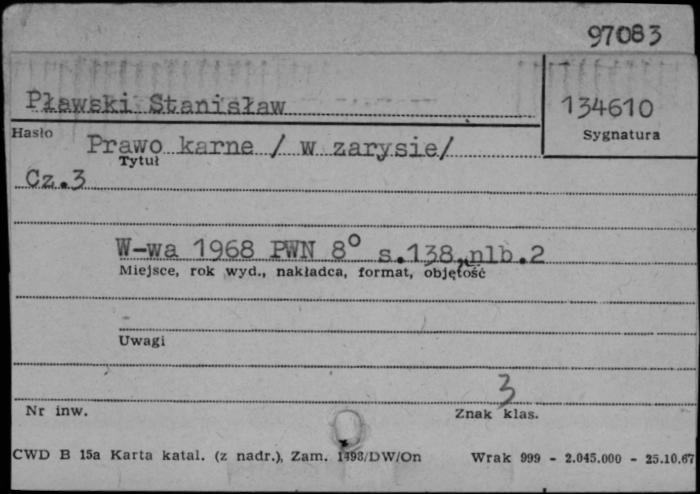 97083
Pławski Stanisław
134610
Hasło
Sygnatura
Prawo karne / w zarysie/
Tytuł
Cz.3
W-wa 1968 PWN 8° s.138,nlb.2
Miejsce, rok wyd., nakładca, format, objętość
Uwagi
3
Nr inw.
Znak klas.
CWD B 15a Karta katal. (z nadr.), Zam. 1498/DW/On Wrak 999 - 2.045.000 - 25.10.67